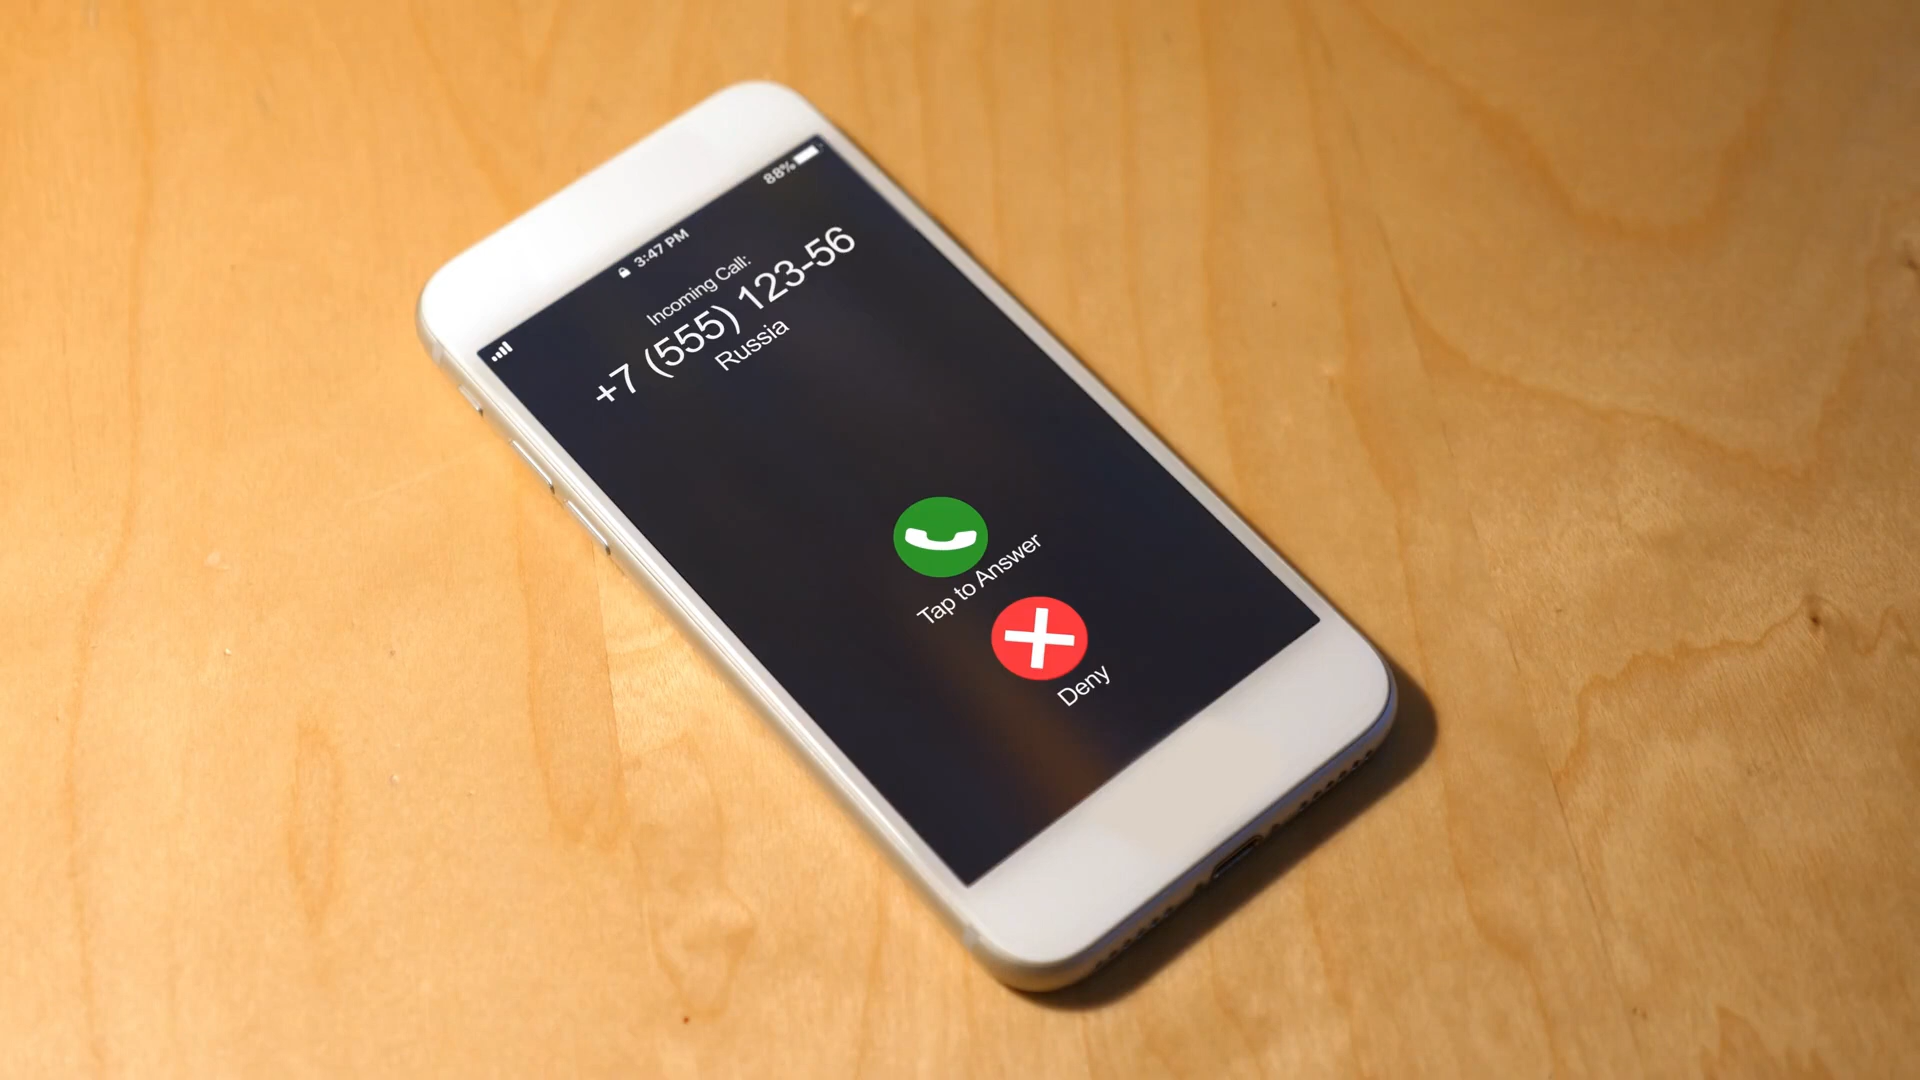 3:47 PM
88%
Incoming Call:
+7 (555) 123-56
Russia
Tap to Answer
Deny